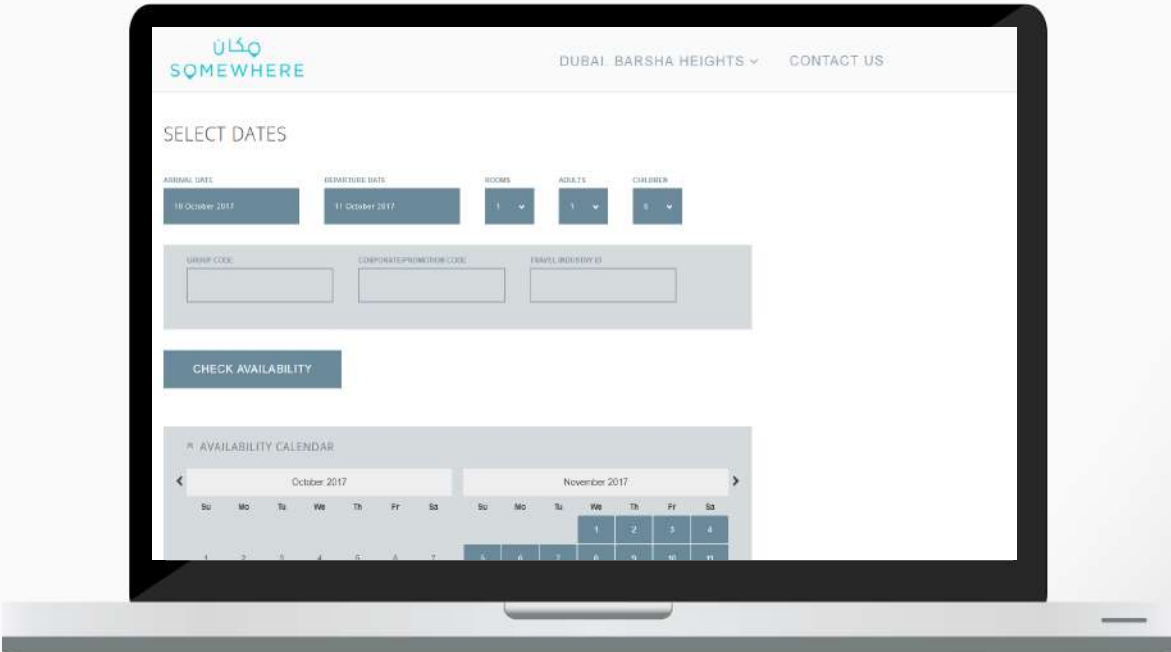 مكان
SOMEWHERE
DUBAI. BARSHA HEIGHTS
CONTACT US
SELECT DATES
ARRIVAL DATE
DEPARTURE DATE
ROOMS
ADULTS
CHILDREN
10 October 2017
11 October 2017
1
1
0
GROUP CODE
CORPORATE/PROMOTION CODE
TRAVEL INDUSTRY ID
CHECK AVAILABILITY
AVAILABILITY CALENDAR
October 2017
November 2017
Su Mo Tu We Th Fr Sa
Su Mo Tu We Th Fr Sa
1 2 3 4
1 2 3 4 5 6 7
5 6 7 8 9 10 11